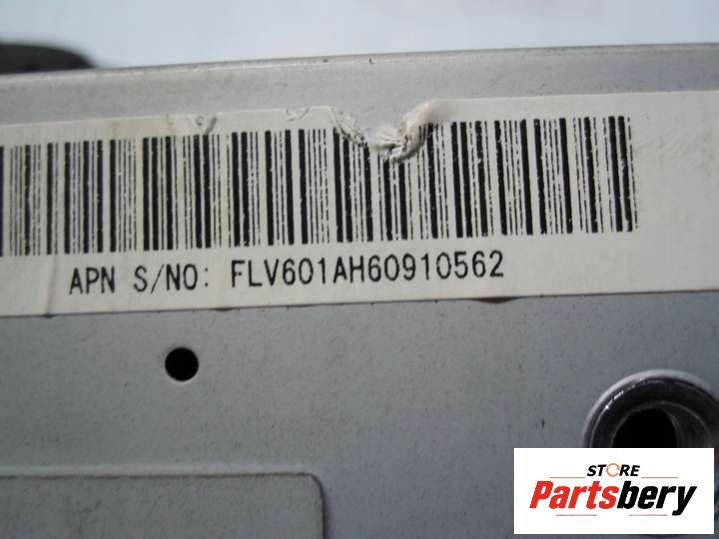 APN S/NO: FLV601AH60910562
STORE
Partsbery